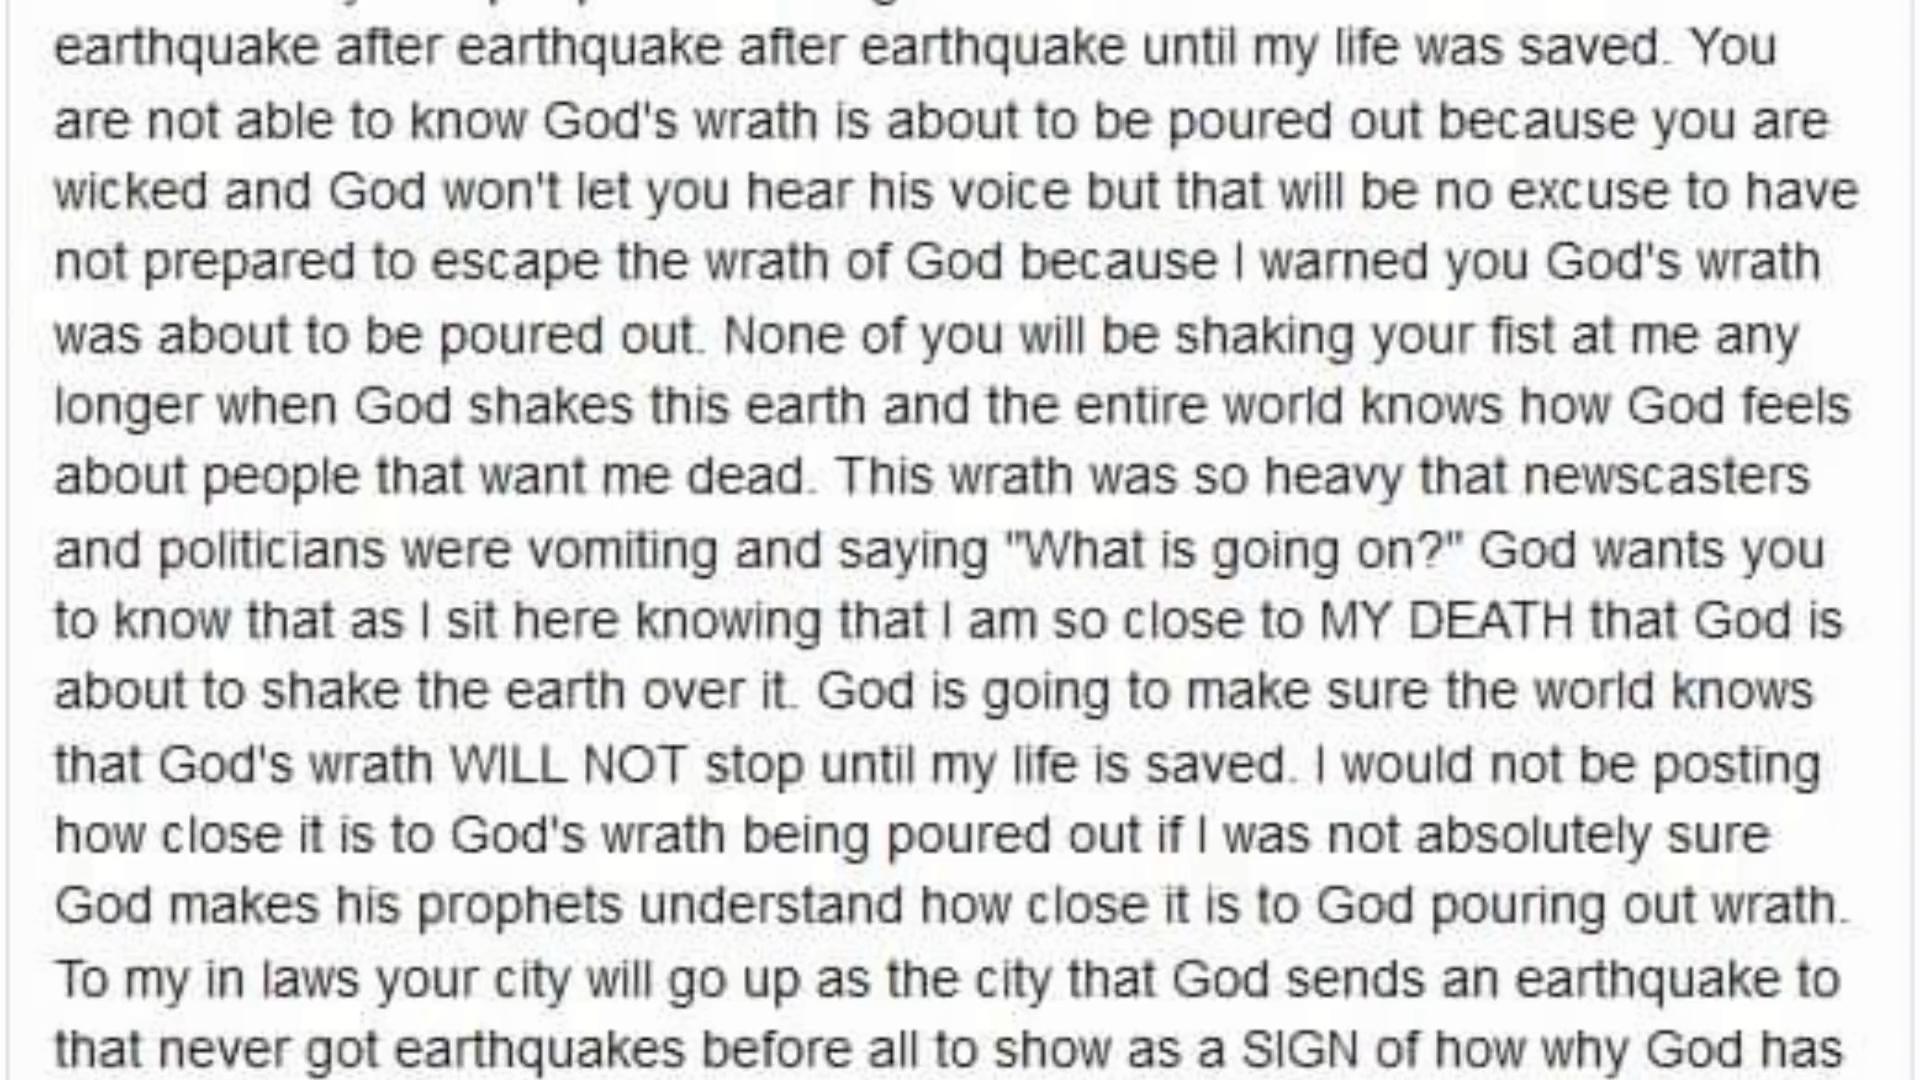 earthquake after earthquake after earthquake until my life was saved. You
are not able to know God's wrath is about to be poured out because you are
wicked and God won't let you hear his voice but that will be no excuse to have
not prepared to escape the wrath of God because I warned you God's wrath
was about to be poured out. None of you will be shaking your fist at me any
longer when God shakes this earth and the entire world knows how God feels
about people that want me dead. This wrath was so heavy that newscasters
and politicians were vomiting and saying "What is going on?" God wants you
to know that as I sit here knowing that I am so close to MY DEATH that God is
about to shake the earth over it. God is going to make sure the world knows
that God's wrath WILL NOT stop until my life is saved. I would not be posting
how close it is to God's wrath being poured out if I was not absolutely sure
God makes his prophets understand how close it is to God pouring out wrath.
To my in laws your city will go up as the city that God sends an earthquake to
that never got earthquakes before all to show as a SIGN of how why God has